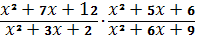 x² + 7x + 12 / x² + 3x + 2 · x² + 5x + 6 / x² + 6x + 9